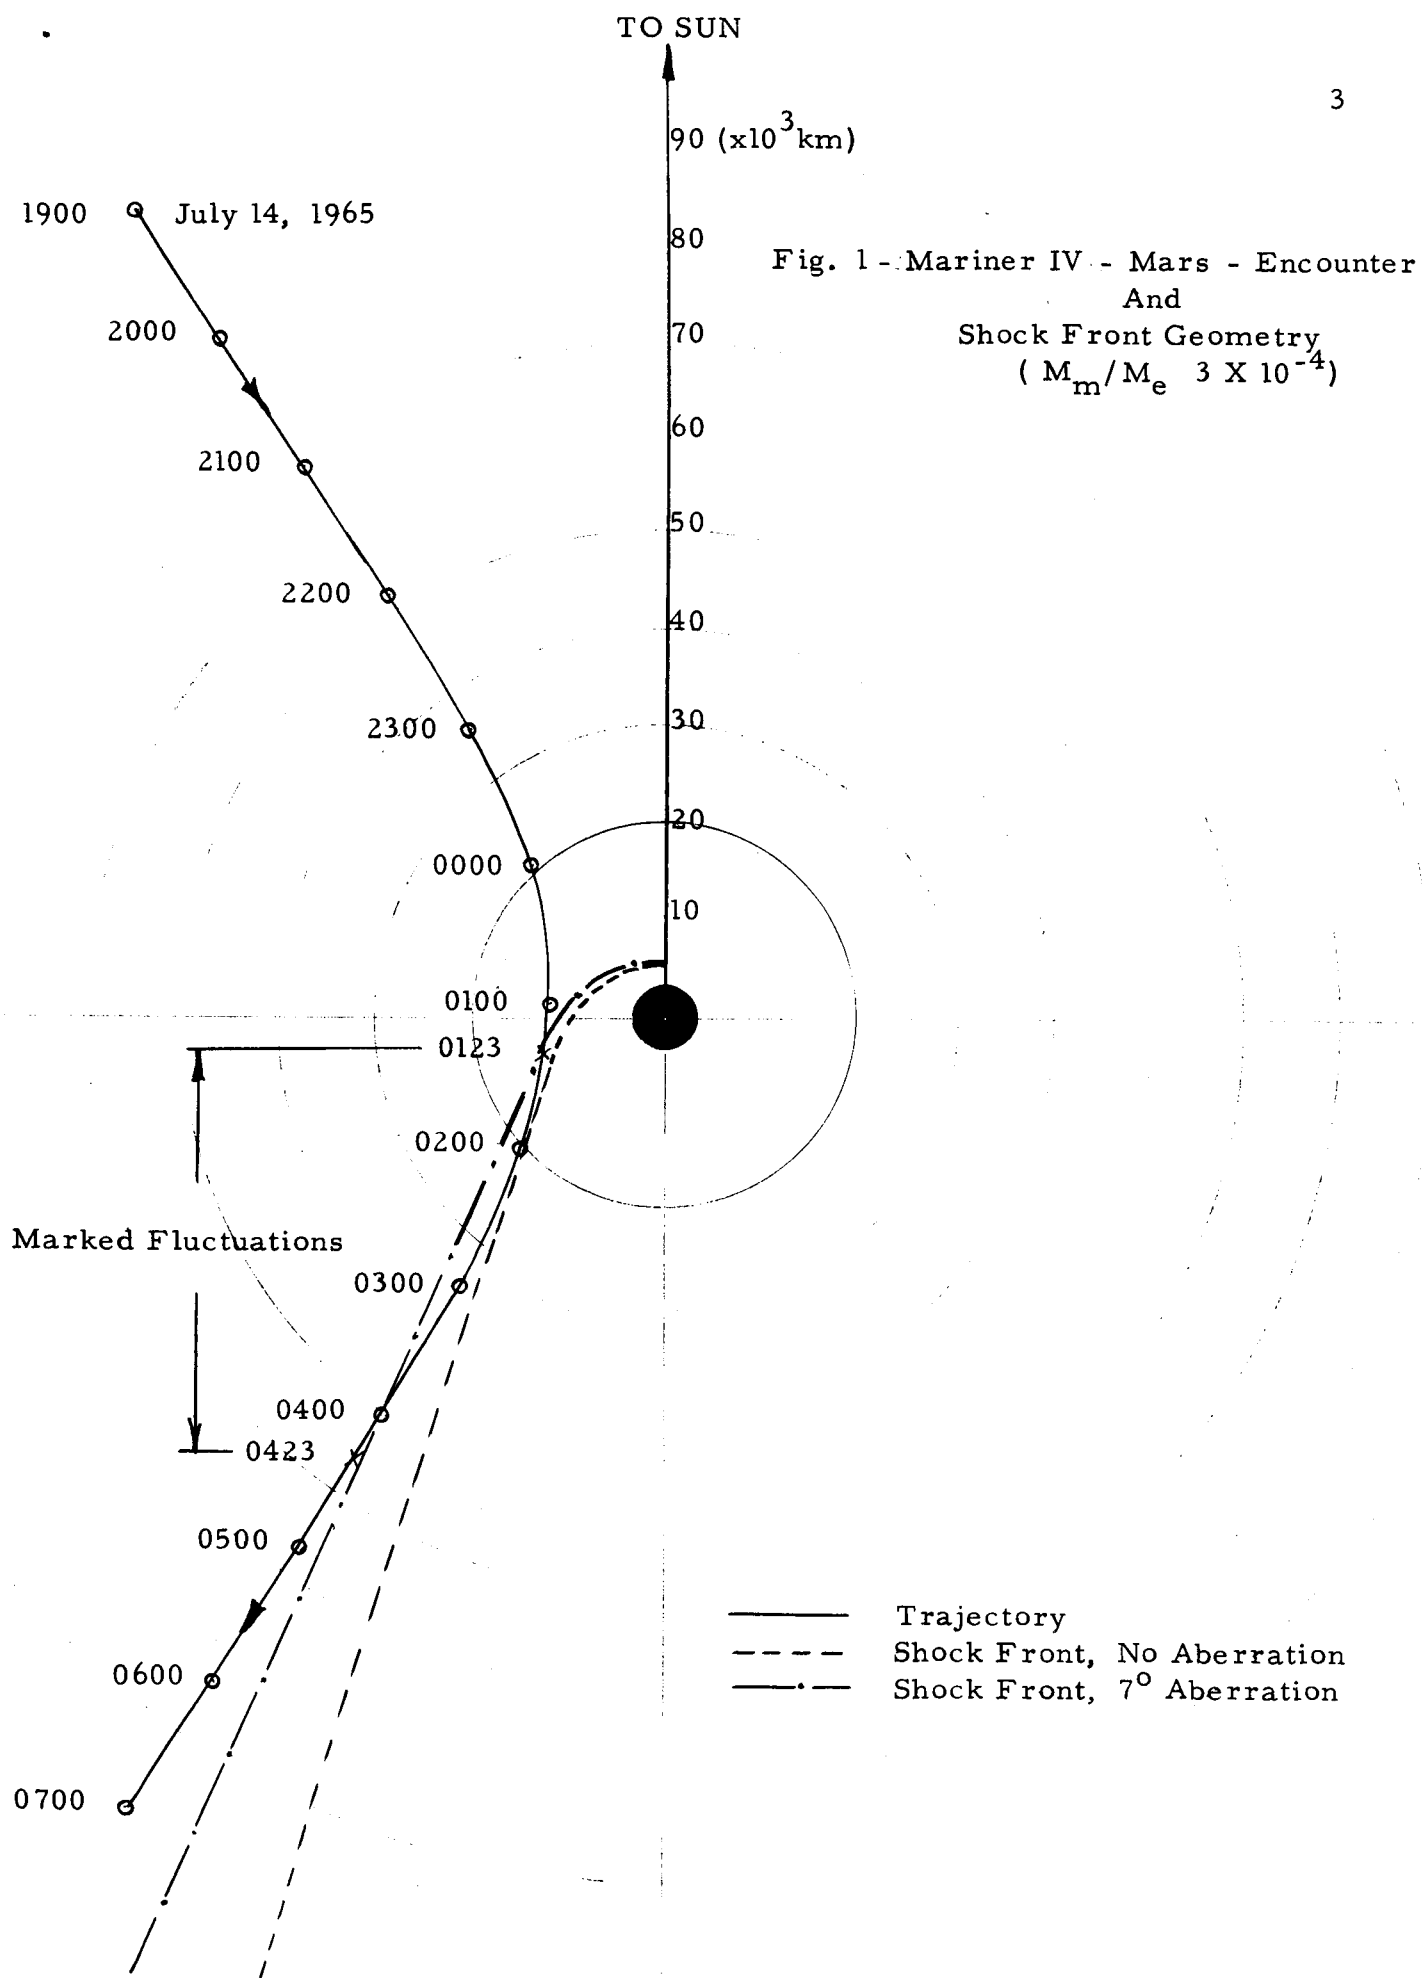 TO SUN
3
90 (x10³km)
1900 July 14, 1965
80
Fig. 1 - Mariner IV - Mars - Encounter
And
Shock Front Geometry
( Mₘ/Mₑ 3 X 10⁻⁴)
2000
70
60
2100
50
2200
40
2300
30
20
0000
10
0100
0123
0200
Marked Fluctuations
0300
0400
0423
0500
Trajectory
Shock Front, No Aberration
Shock Front, 7° Aberration
0600
0700